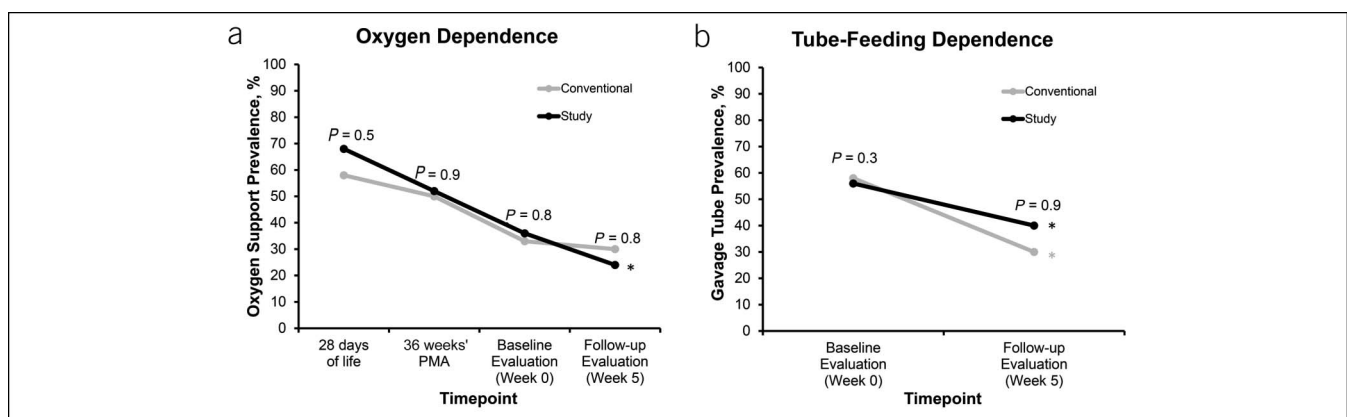 a
Oxygen Dependence
Oxygen Support Prevalence, %
100
90
80
70
60
50
40
30
20
10
0
Conventional
Study
P = 0.5
P = 0.9
P = 0.8
P = 0.8
*
28 days
of life
36 weeks'
PMA
Baseline
Evaluation
(Week 0)
Follow-up
Evaluation
(Week 5)
Timepoint
b
Tube-Feeding Dependence
Gavage Tube Prevalence, %
100
90
80
70
60
50
40
30
20
10
0
Conventional
Study
P = 0.3
P = 0.9
*
*
Baseline
Evaluation
(Week 0)
Follow-up
Evaluation
(Week 5)
Timepoint